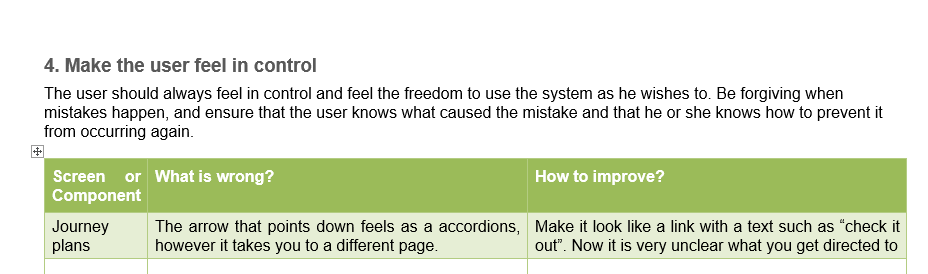 4. Make the user feel in control
The user should always feel in control and feel the freedom to use the system as he wishes to. Be forgiving when
mistakes happen, and ensure that the user knows what caused the mistake and that he or she knows how to prevent it
from occurring again.
Screen or
Component
What is wrong?
How to improve?
Journey
plans
The arrow that points down feels as a accordions,
however it takes you to a different page.
Make it look like a link with a text such as “check it
out”. Now it is very unclear what you get directed to